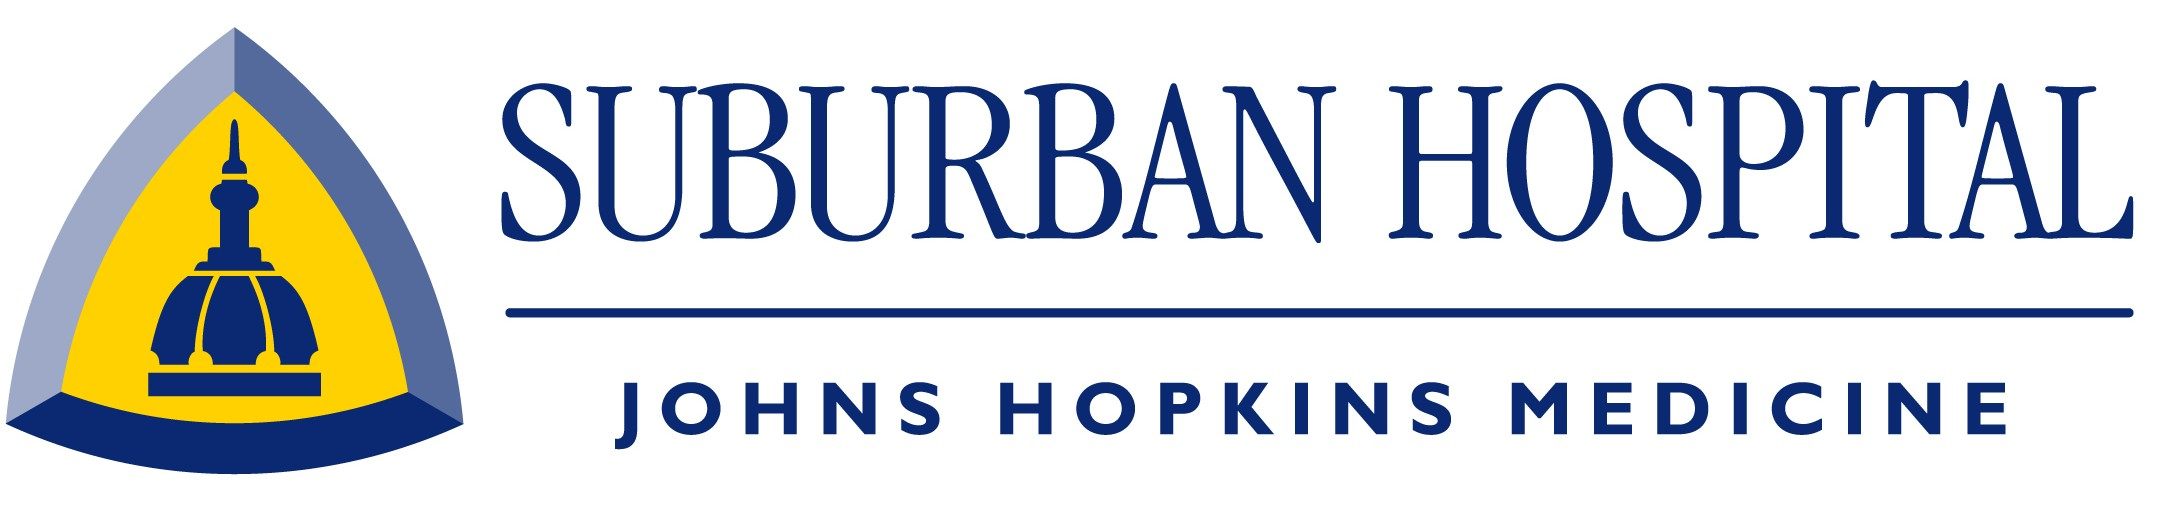 SUBURBAN HOSPITAL
JOHNS HOPKINS MEDICINE